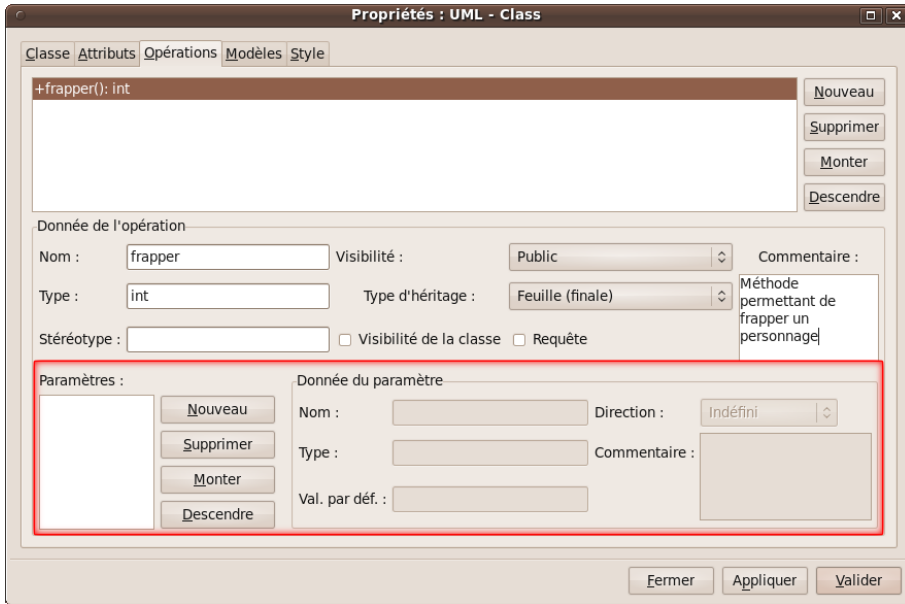 Propriétés : UML - Class
Classe Attributs Opérations Modèles Style
+frapper(): int
Nouveau
Supprimer
Monter
Descendre
Donnée de l'opération
Nom : frapper Visibilité : Public Commentaire :
Type : int Type d'héritage : Feuille (finale)
Méthode
permettant de
frapper un
personnage
Stéréotype : Visibilité de la classe Requête
Paramètres :
Nouveau
Supprimer
Monter
Descendre
Donnée du paramètre
Nom : Direction : Indéfini
Type : Commentaire :
Val. par déf. :
Fermer Appliquer Valider